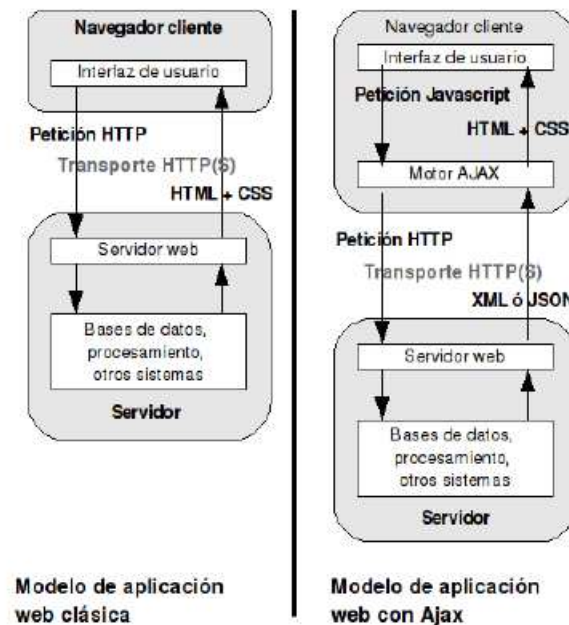 Navegador cliente
Interfaz de usuario
Petición HTTP
Transporte HTTP(S)
HTML + CSS
Servidor web
Bases de datos,
procesamiento,
otros sistemas
Servidor
Modelo de aplicación
web clásica
Navegador cliente
Interfaz de usuario
Petición Javascript
HTML + CSS
Motor AJAX
Petición HTTP
Transporte HTTP(S)
XML ó JSON
Servidor web
Bases de datos,
procesamiento,
otros sistemas
Servidor
Modelo de aplicación
web con Ajax